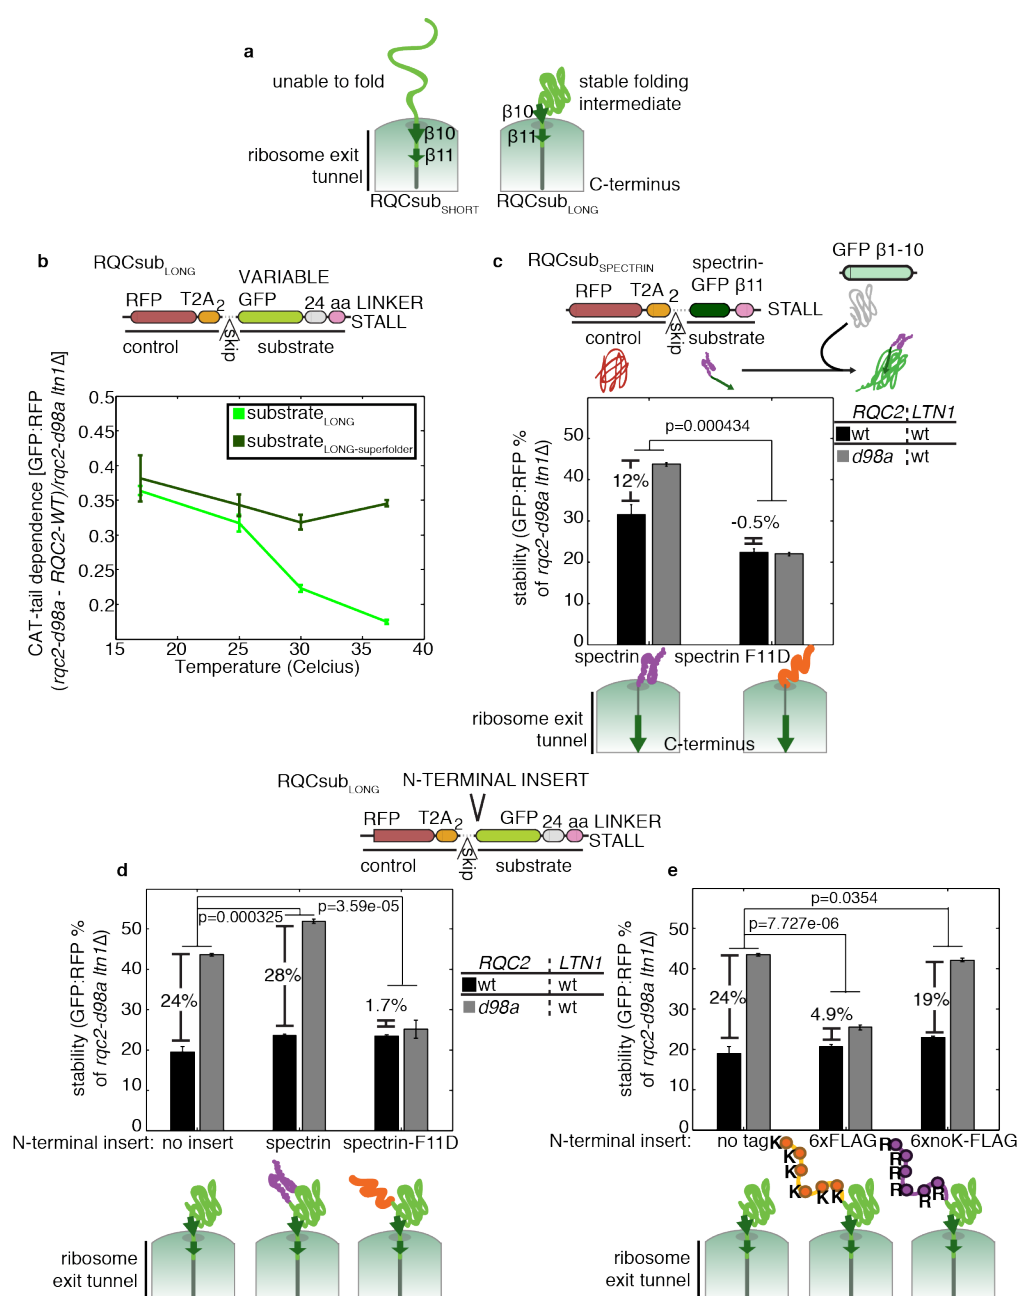 a
unable to fold
stable folding
intermediate
β10
β11
β10
β11
ribosome exit
tunnel
C-terminus
RQCsubSHORT
RQCsubLONG
b
RQCsubLONG
VARIABLE
RFP T2A2 GFP 24 aa LINKER
STALL
control skip substrate
CAT-tail dependence [GFP:RFP
(rqc2-d98a - RQC2-WT)/rqc2-d98a ltn1Δ]
0.5
0.45
0.4
0.35
0.3
0.25
0.2
substrateLONG
substrateLONG-superfolder
15 20 25 30 35 40
Temperature (Celcius)
c
GFP β1-10
RQCsubSPECTRIN
spectrin-
GFP β11
RFP T2A2
STALL
control skip substrate
RQC2 LTN1
wt wt
d98a wt
stability (GFP:RFP %
of rqc2-d98a ltn1Δ)
50
40
30
20
10
0
p=0.000434
12%
-0.5%
spectrin spectrin F11D
ribosome exit
tunnel
C-terminus
RQCsubLONG
N-TERMINAL INSERT
RFP T2A2 GFP 24 aa LINKER
STALL
control skip substrate
d
stability (GFP:RFP %
of rqc2-d98a ltn1Δ)
50
40
30
20
10
0
p=0.000325
p=3.59e-05
24%
28%
1.7%
N-terminal insert: no insert spectrin spectrin-F11D
RQC2 LTN1
wt wt
d98a wt
ribosome
exit tunnel
e
stability (GFP:RFP %
of rqc2-d98a ltn1Δ)
50
40
30
20
10
0
p=0.0354
p=7.727e-06
24%
4.9%
19%
N-terminal insert: no tag 6xFLAG 6xnoK-FLAG
K
K
K
K
K
K
R
R
R
R
R
R
ribosome
exit tunnel